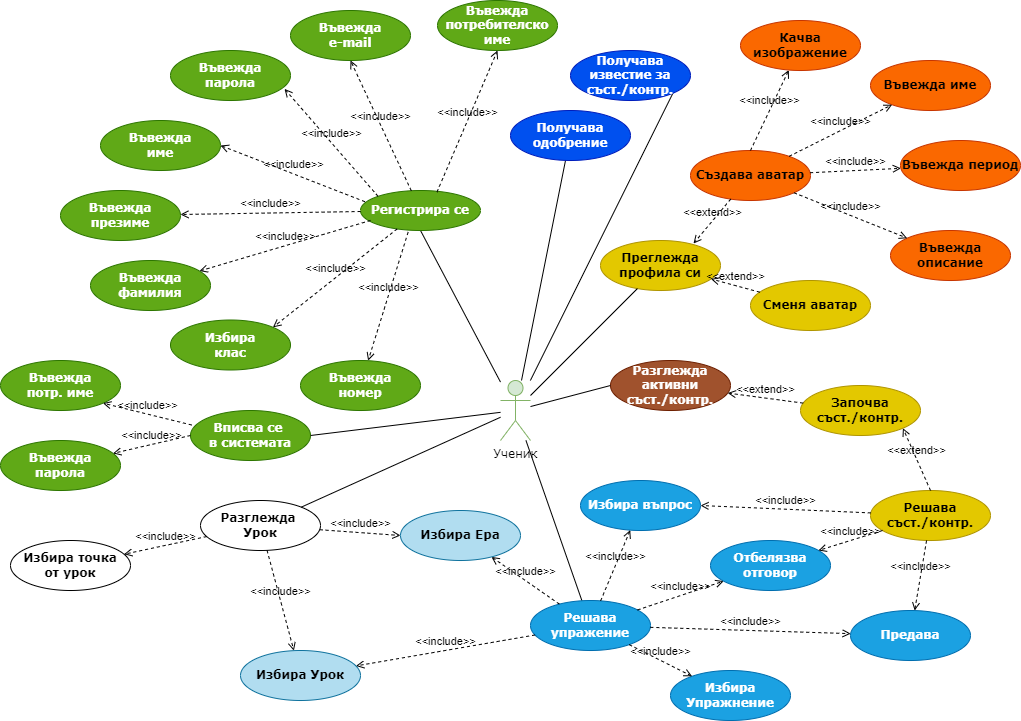 Въвежда
потребителско
име
Въвежда
e-mail
Качва
изображение
Въвежда
парола
Получава
известие за
съст./контр.
Въвежда име
<<include>>
<<include>>
<<include>>
<<include>>
<<include>>
Получава
одобрение
Въвежда
име
<<include>>
<<include>>
Създава аватар
Въвежда период
<<include>>
<<include>>
Въвежда
презиме
Регистрира се
<<extend>>
<<include>>
<<include>>
Въвежда
описание
Преглежда
профила си
<<include>>
<<extend>>
Въвежда
фамилия
<<include>>
Сменя аватар
Избира
клас
Въвежда
номер
Въвежда
потр. име
Разглежда
активни
съст./контр.
<<extend>>
<<include>>
Започва
съст./контр.
Вписва се
в системата
<<include>>
Ученик
<<extend>>
Въвежда
парола
Разглежда
Урок
<<include>>
Избира въпрос
<<include>>
Решава
съст./контр.
<<include>>
Избира Ера
<<include>>
Избира точка
от урок
<<include>>
<<include>>
Отбелязва
отговор
<<include>>
<<include>>
<<include>>
<<include>>
Решава
упражение
<<include>>
Предава
<<include>>
<<include>>
Избира Урок
Избира
Упражнение